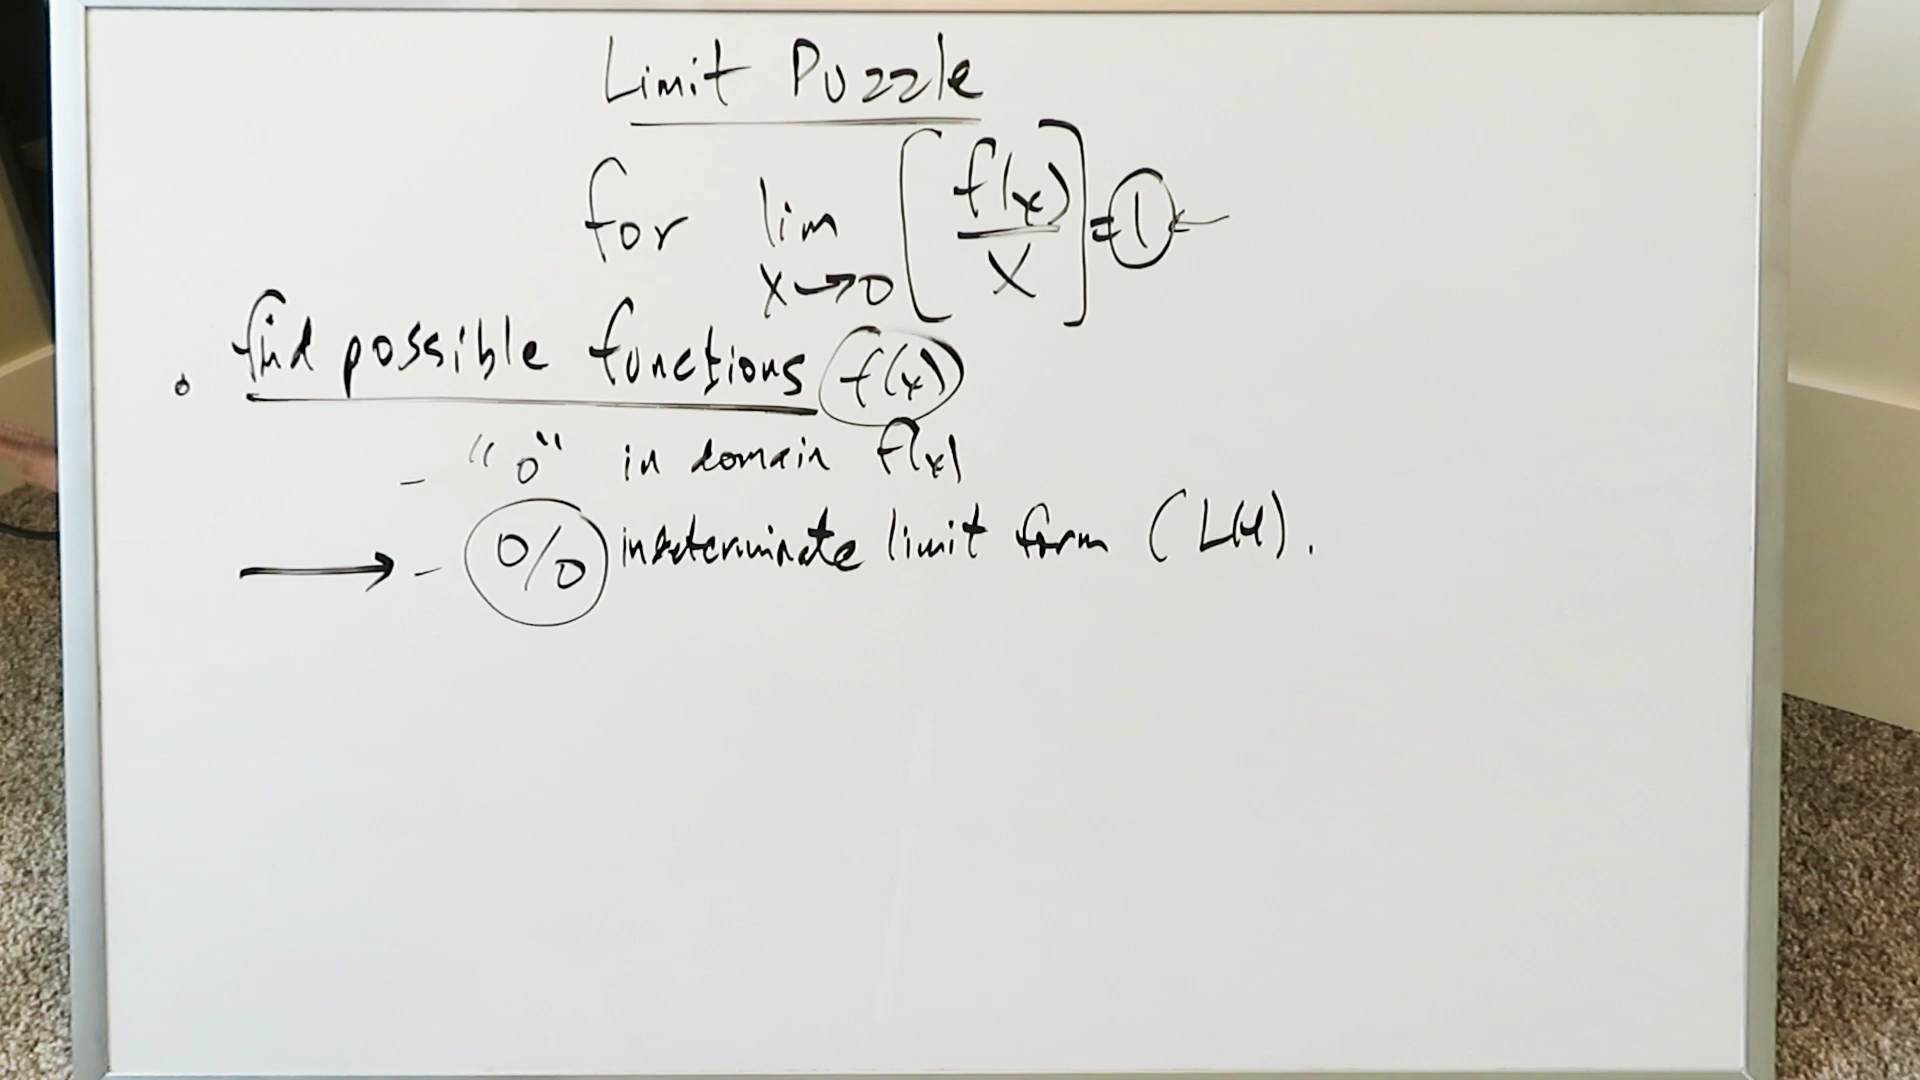 Limit Puzzle
for lim x→0 [f(x)/x] = 1 ←
• find possible functions f(x)
- "0" in domain f(x)
→ - 0/0 indeterminate limit form (LH).